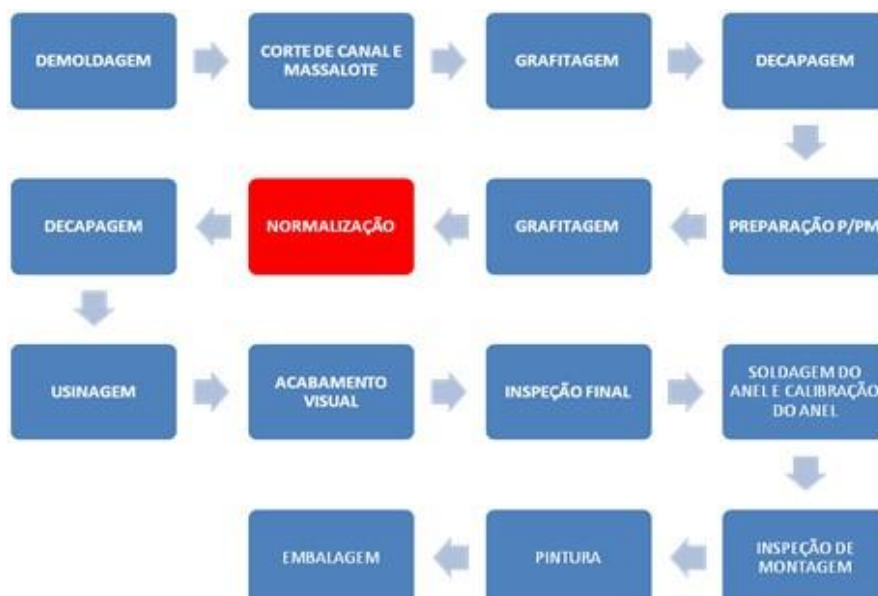 DEMOLDAGEM
CORTE DE CANAL E
MASSALOTE
GRAFITAGEM
DECAPAGEM
DECAPAGEM
NORMALIZAÇÃO
GRAFITAGEM
PREPARAÇÃO P/PM
USINAGEM
ACABAMENTO
VISUAL
INSPEÇÃO FINAL
SOLDAGEM DO
ANEL E CALIBRAÇÃO
DO ANEL
EMBALAGEM
PINTURA
INSPEÇÃO DE
MONTAGEM